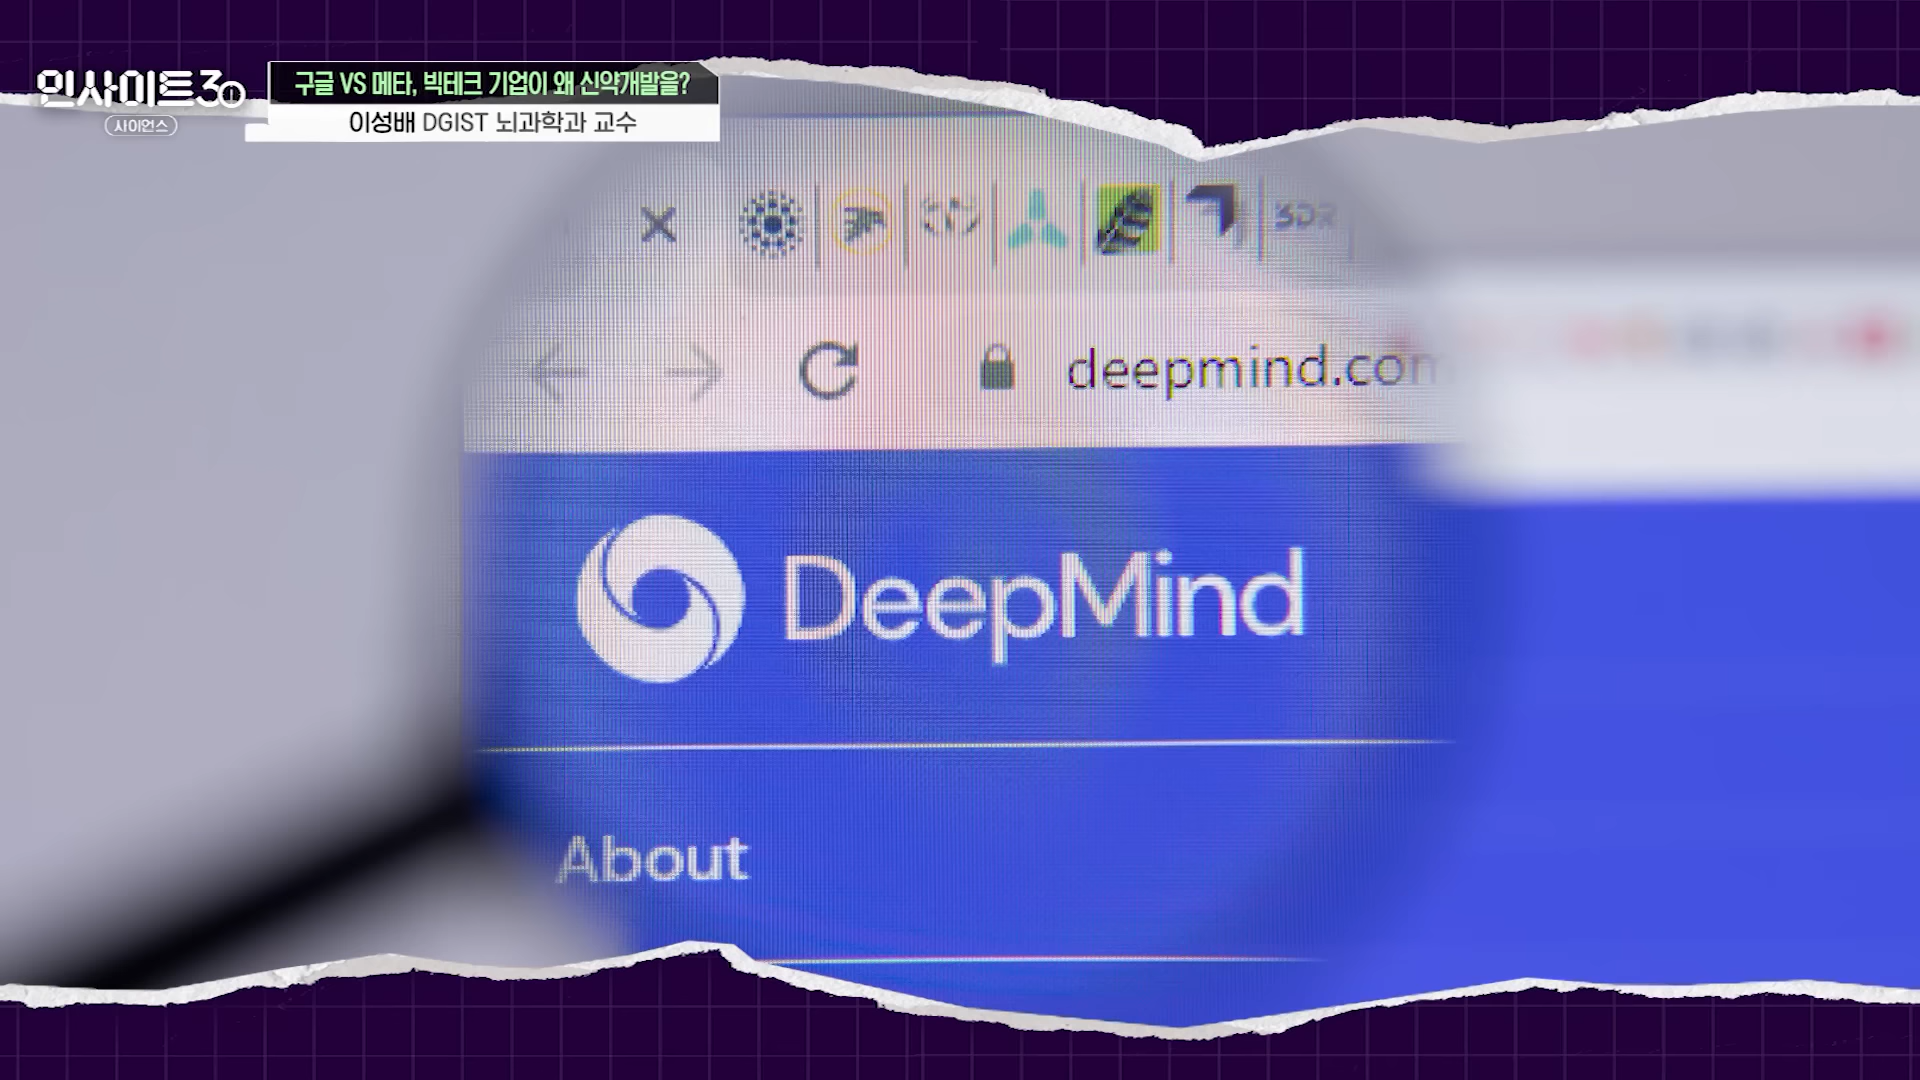 인사이트30
사이언스
구글 VS 메타, 빅테크 기업이 왜 신약개발을?
이성배 DGIST 뇌과학과 교수
3DR
deepmind.com
DeepMind
About